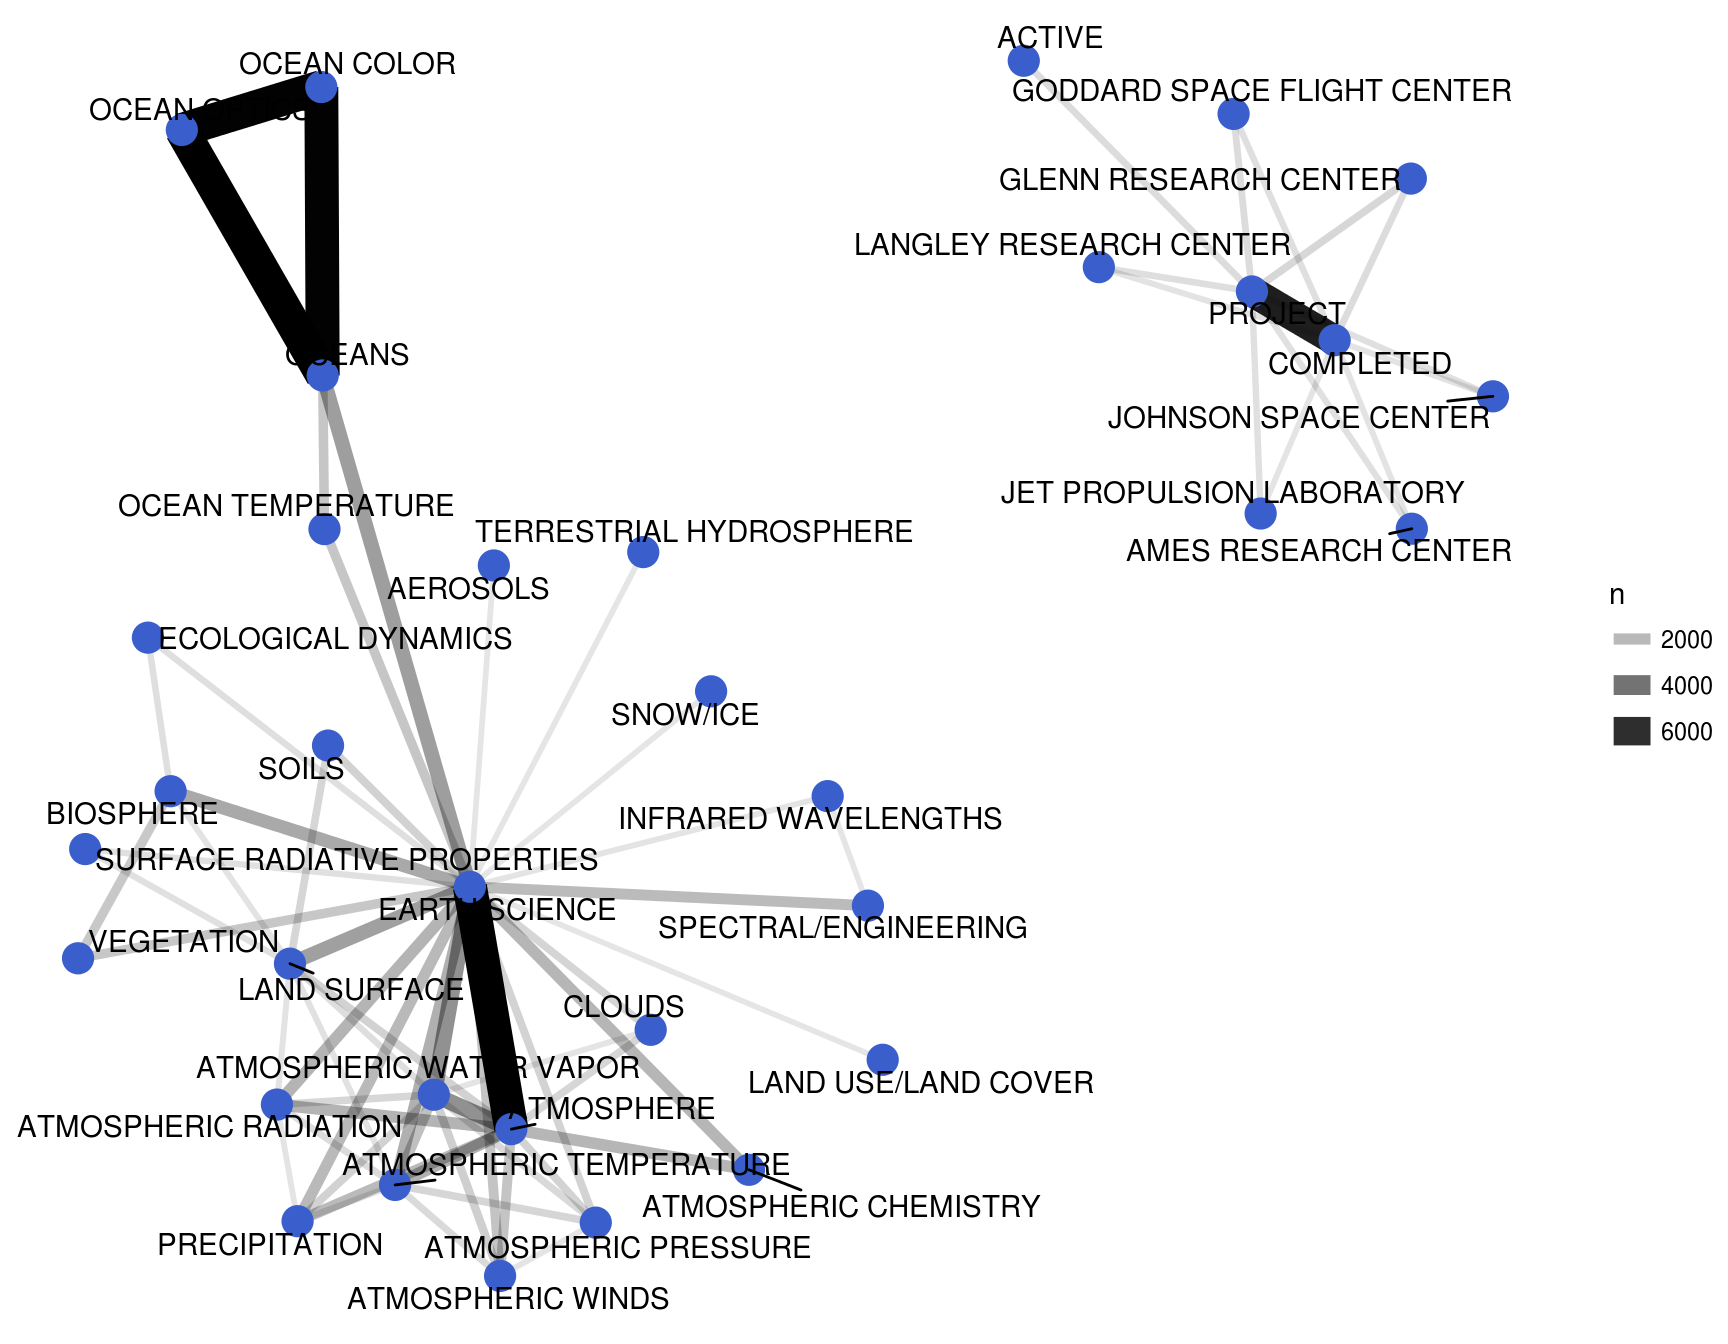 ACTIVE
OCEAN COLOR
GODDARD SPACE FLIGHT CENTER
OCEAN OPTICS
GLENN RESEARCH CENTER
LANGLEY RESEARCH CENTER
PROJECT
OCEANS
COMPLETED
JOHNSON SPACE CENTER
JET PROPULSION LABORATORY
OCEAN TEMPERATURE
TERRESTRIAL HYDROSPHERE
AMES RESEARCH CENTER
AEROSOLS
n
2000
4000
6000
ECOLOGICAL DYNAMICS
SNOW/ICE
SOILS
BIOSPHERE
INFRARED WAVELENGTHS
SURFACE RADIATIVE PROPERTIES
EARTH SCIENCE
SPECTRAL/ENGINEERING
VEGETATION
LAND SURFACE
CLOUDS
ATMOSPHERIC WATER VAPOR
LAND USE/LAND COVER
ATMOSPHERE
ATMOSPHERIC RADIATION
ATMOSPHERIC TEMPERATURE
ATMOSPHERIC CHEMISTRY
PRECIPITATION
ATMOSPHERIC PRESSURE
ATMOSPHERIC WINDS